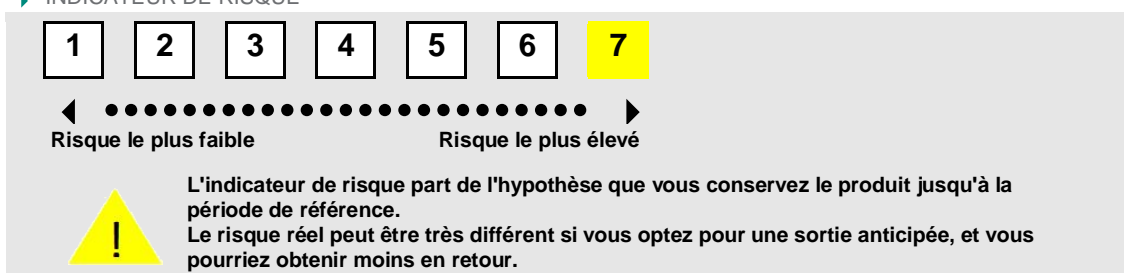 INDICATEUR DE RISQUE
1 2 3 4 5 6 7
Risque le plus faible Risque le plus élevé
L'indicateur de risque part de l'hypothèse que vous conservez le produit jusqu'à la
période de référence.
! Le risque réel peut être très différent si vous optez pour une sortie anticipée, et vous
pourriez obtenir moins en retour.